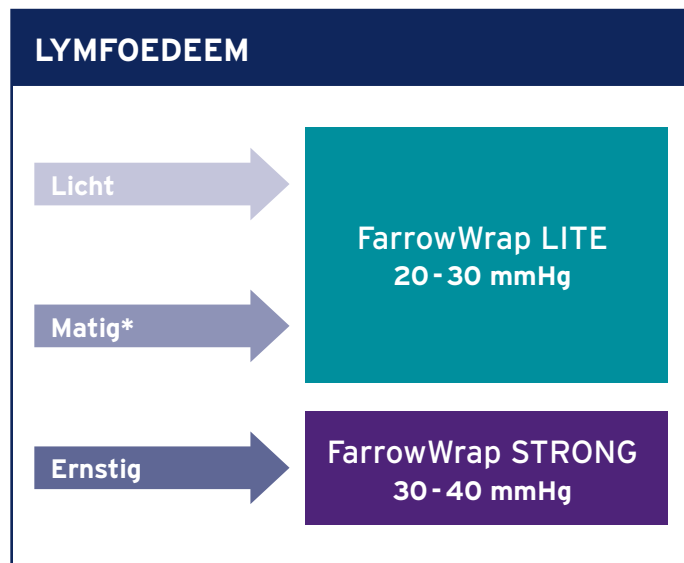 LYMFOEDEEM
Licht
FarrowWrap LITE
20-30 mmHg
Matig*
Ernstig
FarrowWrap STRONG
30-40 mmHg